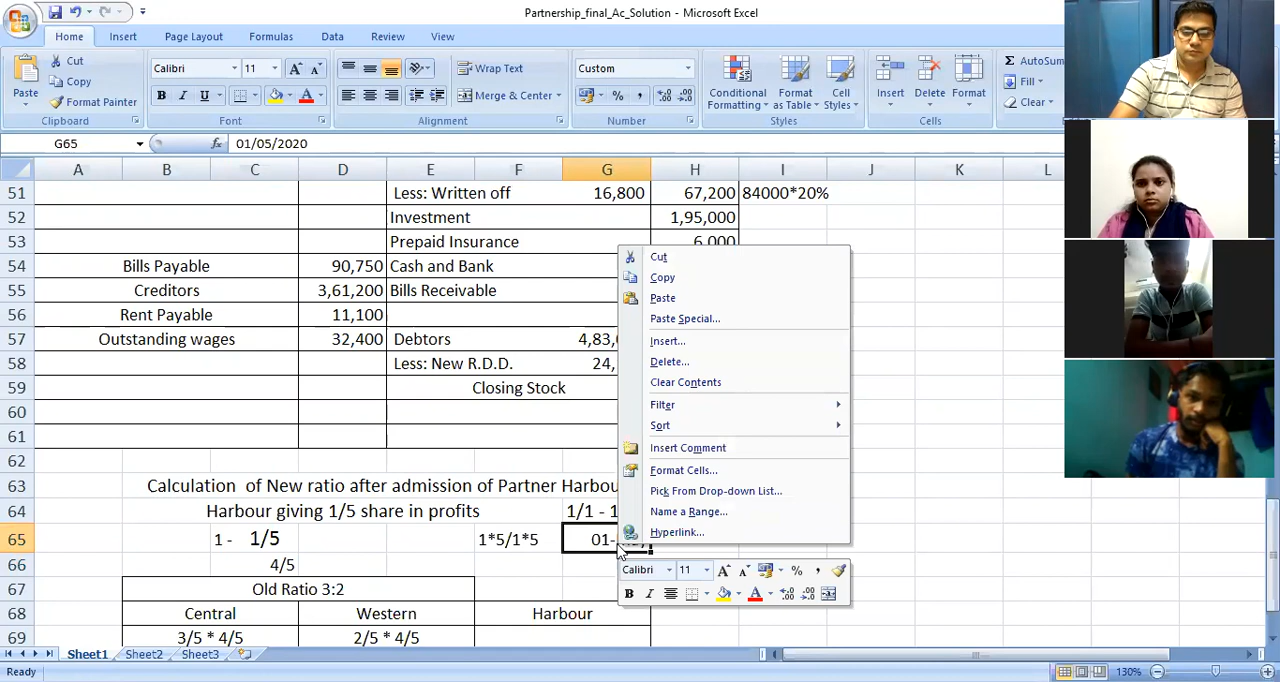 Partnership_final_Ac_Solution - Microsoft Excel
Home Insert Page Layout Formulas Data Review View
Paste Cut Copy Format Painter Clipboard
Calibri 11 A A B I U A Font
Wrap Text Merge & Center Alignment
Custom % , Number
Conditional Formatting Format as Table Cell Styles Styles
Insert Delete Format Cells
Σ AutoSum Fill Clear
G65 fx 01/05/2020
A B C D E F G H I J K L
51 Less: Written off 16,800 67,200 84000*20%
52 Investment 1,95,000
53 Prepaid Insurance 6,000
54 Bills Payable 90,750 Cash and Bank
55 Creditors 3,61,200 Bills Receivable
56 Rent Payable 11,100
57 Outstanding wages 32,400 Debtors 4,83,
58 Less: New R.D.D. 24,
59 Closing Stock
60
61
62
63 Calculation of New ratio after admission of Partner Harbou
64 Harbour giving 1/5 share in profits 1/1 - 1
65 1 - 1/5 1*5/1*5 01-
66 4/5
67 Old Ratio 3:2
68 Central Western Harbour
69 3/5 * 4/5 2/5 * 4/5
Cut
Copy
Paste
Paste Special...
Insert...
Delete...
Clear Contents
Filter
Sort
Insert Comment
Format Cells...
Pick From Drop-down List...
Name a Range...
Hyperlink...
Calibri 11 A A % ,
B I A
Sheet1 Sheet2 Sheet3
Ready 130%